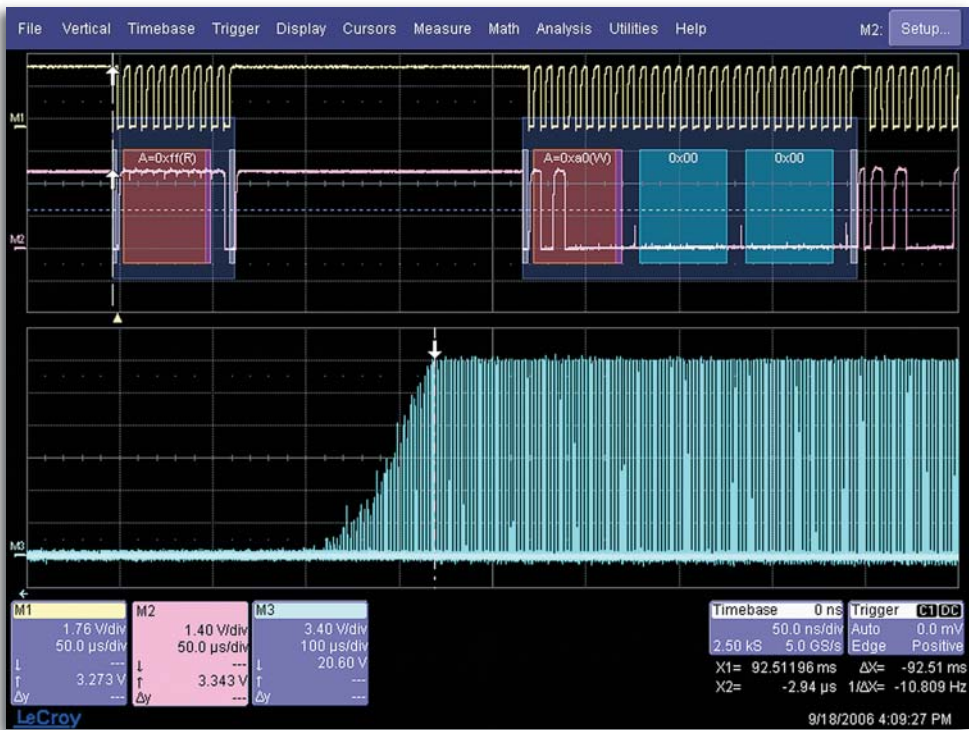 File Vertical Timebase Trigger Display Cursors Measure Math Analysis Utilities Help M2: Setup...
M1
A=0xff(R) A=0xa0(W) 0x00 0x00
M2
M3
M1 M2 M3
1.76 V/div 1.40 V/div 3.40 V/div
50.0 µs/div 50.0 µs/div 100 µs/div
↓ --- ↓ --- ↓ 20.60 V
↑ 3.273 V ↑ 3.343 V ↑ ---
Δy --- Δy --- Δy ---
Timebase 0 ns Trigger C1 DC
50.0 ns/div Auto 0.0 mV
2.50 kS 5.0 GS/s Edge Positive
X1= 92.51196 ms ΔX= -92.51 ms
X2= -2.94 µs 1/ΔX= -10.809 Hz
LeCroy 9/18/2006 4:09:27 PM